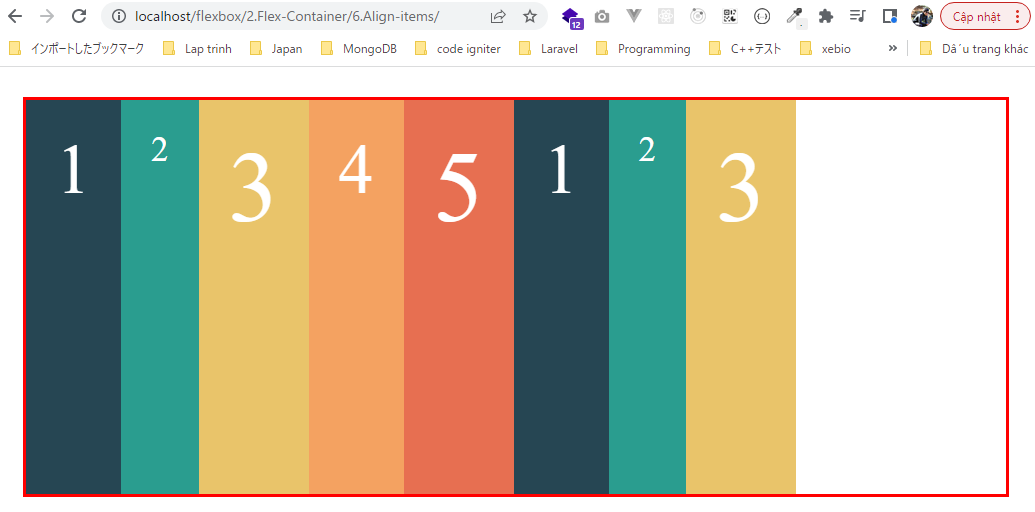 localhost/flexbox/2.Flex-Container/6.Align-items/
12
Cập nhật
インポートしたブックマーク Lap trinh Japan MongoDB code igniter Laravel Programming C++テスト xebio » Dấu trang khác
1 2 3 4 5 1 2 3